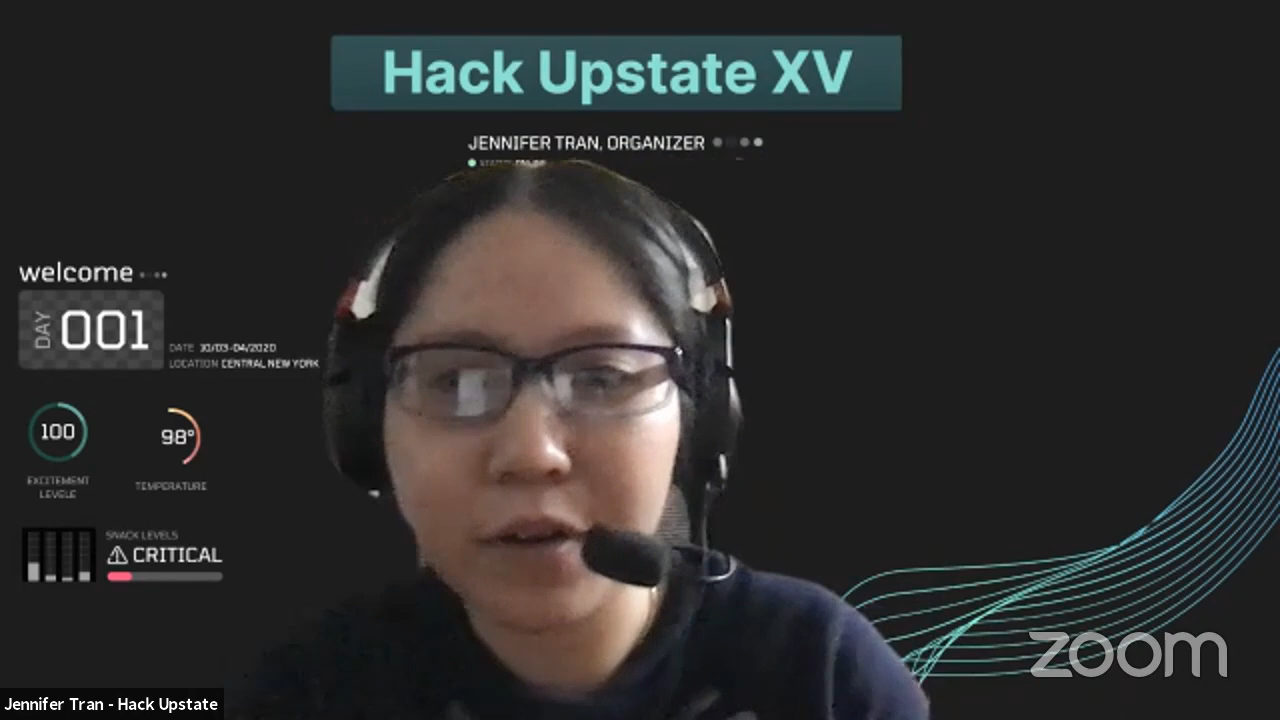 Hack Upstate XV
JENNIFER TRAN, ORGANIZER
welcome
DAY 001
DATE 10/03-04/2020
LOCATION CENTRAL NEW YORK
100
98°
EXCITEMENT
LEVELS
TEMPERATURE
SNACK LEVELS
CRITICAL
zoom
Jennifer Tran - Hack Upstate